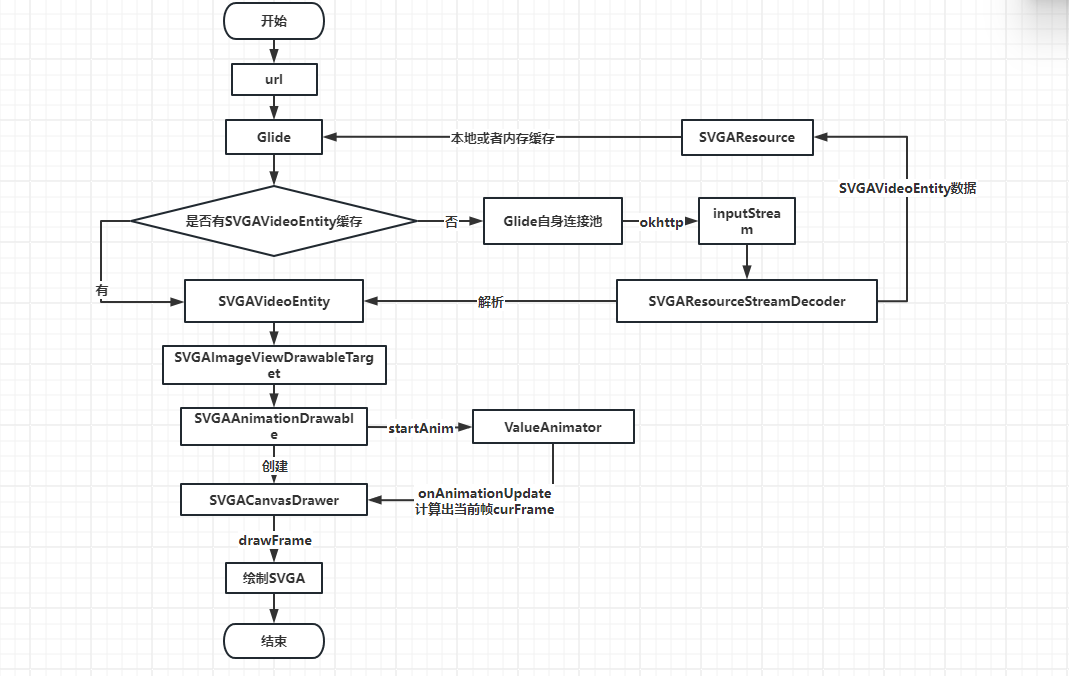 开始
url
Glide
本地或者内存缓存
SVGAResource
SVGAVideoEntity数据
是否有SVGAVideoEntity缓存
否
Glide自身连接池
okhttp
inputStrea
m
有
SVGAVideoEntity
解析
SVGAResourceStreamDecoder
SVGAImageViewDrawableTarg
et
SVGAAnimationDrawabl
e
startAnim
ValueAnimator
创建
SVGACanvasDrawer
onAnimationUpdate
计算出当前帧curFrame
drawFrame
绘制SVGA
结束